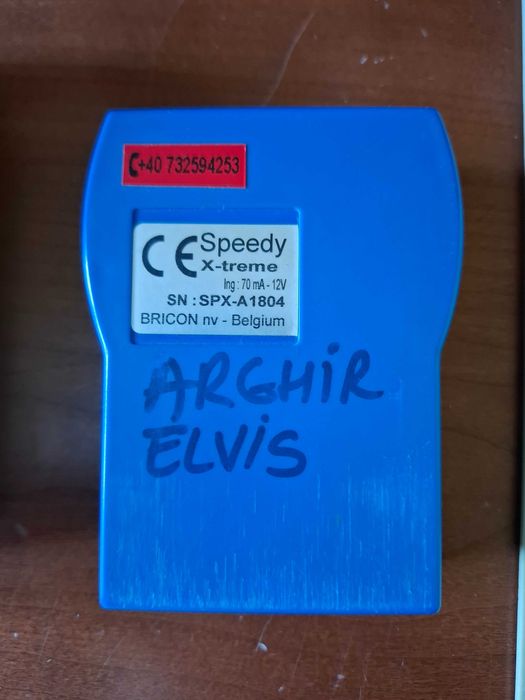 +40 732594253
CE Speedy
X-treme
Ing : 70 mA - 12V
SN : SPX-A1804
BRICON nv - Belgium
ARGHIR
ELVIS